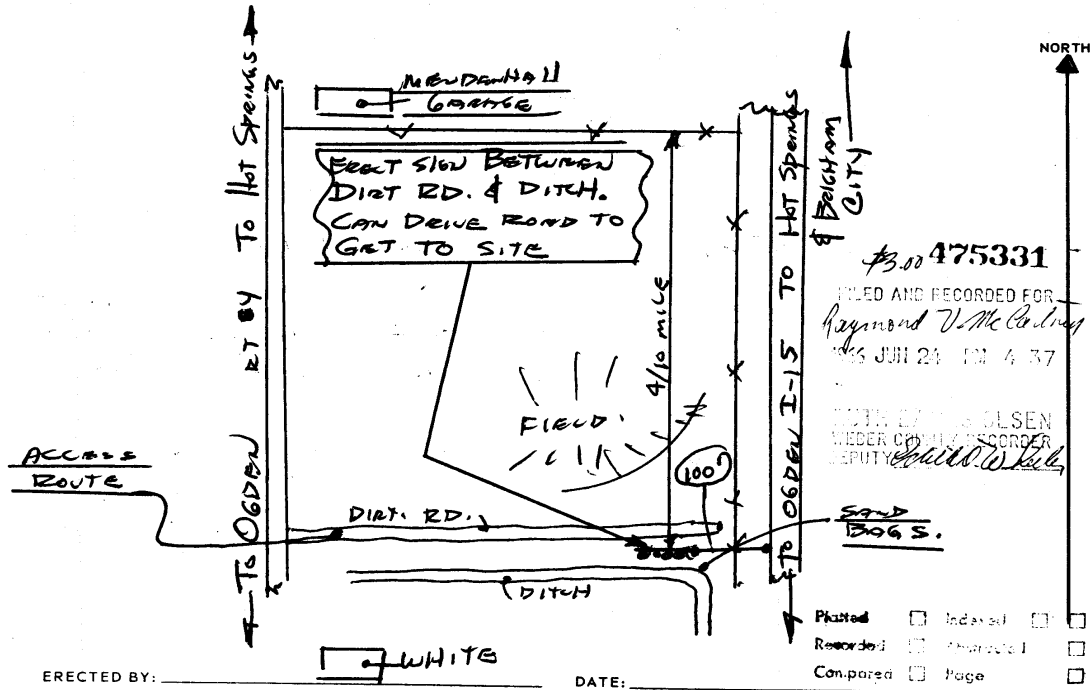 NORTH
MENDENHALL
GARAGE
TO OGDEN RT 84 TO HOT SPRINGS
ERECT SIGN BETWEEN
DIRT RD. & DITCH.
CAN DRIVE ROAD TO
GET TO SITE
4/10 MILE
TO OGDEN I-15 TO HOT SPRINGS
& BRIGHAM
CITY
$3.00 475331
FILED AND RECORDED FOR
Raymond V. McCartney
JUN 24 PM 4 37
OLSEN
WEBER COUNTY RECORDER
DEPUTY
FIELD
100'
ACCESS
ROUTE
DIRT. RD.
SAND
BAGS.
DITCH
WHITE
Platted Indexed
Recorded Abstracted
Compared Page
ERECTED BY: DATE: